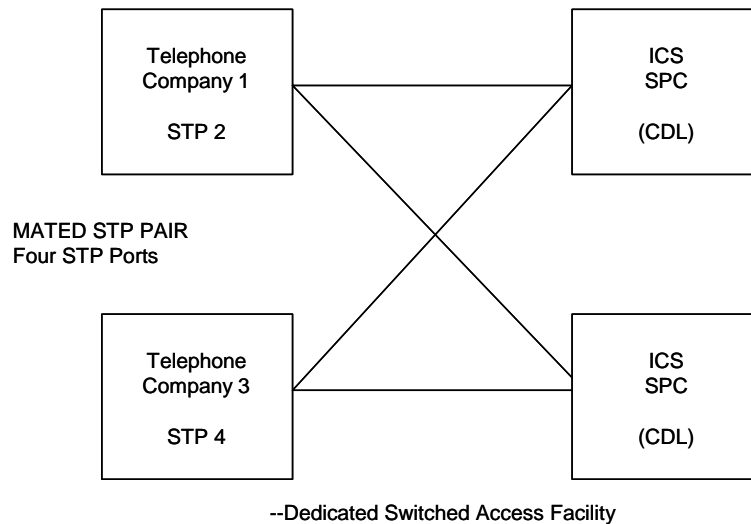 Telephone
Company 1
STP 2
ICS
SPC
(CDL)
MATED STP PAIR
Four STP Ports
Telephone
Company 3
STP 4
ICS
SPC
(CDL)
--Dedicated Switched Access Facility